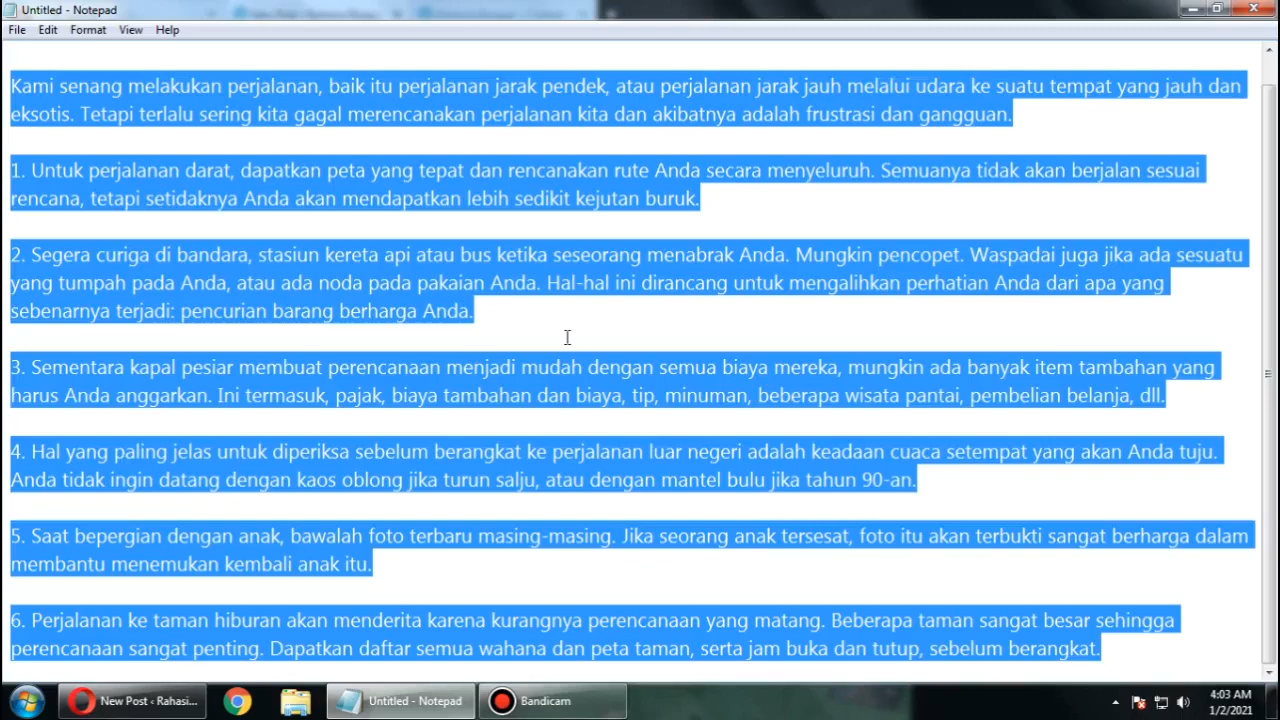 Untitled - Notepad
File Edit Format View Help
Kami senang melakukan perjalanan, baik itu perjalanan jarak pendek, atau perjalanan jarak jauh melalui udara ke suatu tempat yang jauh dan
eksotis. Tetapi terlalu sering kita gagal merencanakan perjalanan kita dan akibatnya adalah frustrasi dan gangguan.
1. Untuk perjalanan darat, dapatkan peta yang tepat dan rencanakan rute Anda secara menyeluruh. Semuanya tidak akan berjalan sesuai
rencana, tetapi setidaknya Anda akan mendapatkan lebih sedikit kejutan buruk.
2. Segera curiga di bandara, stasiun kereta api atau bus ketika seseorang menabrak Anda. Mungkin pencopet. Waspadai juga jika ada sesuatu
yang tumpah pada Anda, atau ada noda pada pakaian Anda. Hal-hal ini dirancang untuk mengalihkan perhatian Anda dari apa yang
sebenarnya terjadi: pencurian barang berharga Anda.
3. Sementara kapal pesiar membuat perencanaan menjadi mudah dengan semua biaya mereka, mungkin ada banyak item tambahan yang
harus Anda anggarkan. Ini termasuk, pajak, biaya tambahan dan biaya, tip, minuman, beberapa wisata pantai, pembelian belanja, dll.
4. Hal yang paling jelas untuk diperiksa sebelum berangkat ke perjalanan luar negeri adalah keadaan cuaca setempat yang akan Anda tuju.
Anda tidak ingin datang dengan kaos oblong jika turun salju, atau dengan mantel bulu jika tahun 90-an.
5. Saat bepergian dengan anak, bawalah foto terbaru masing-masing. Jika seorang anak tersesat, foto itu akan terbukti sangat berharga dalam
membantu menemukan kembali anak itu.
6. Perjalanan ke taman hiburan akan menderita karena kurangnya perencanaan yang matang. Beberapa taman sangat besar sehingga
perencanaan sangat penting. Dapatkan daftar semua wahana dan peta taman, serta jam buka dan tutup, sebelum berangkat.
New Post ‹ Rahasi... Untitled - Notepad Bandicam 4:03 AM
1/2/2021